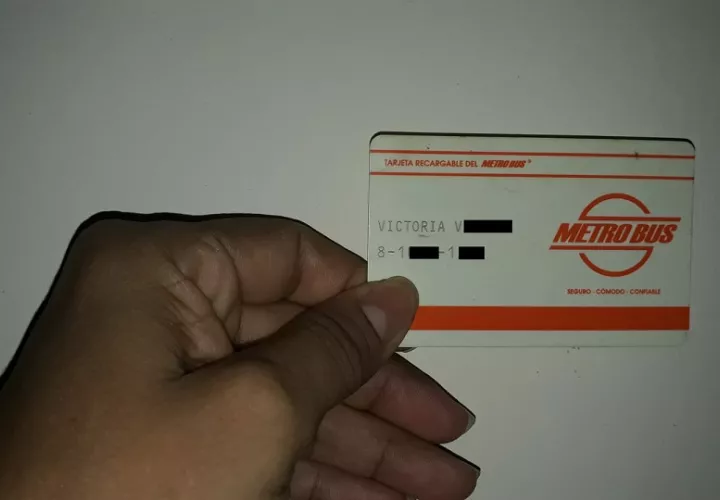 TARJETA RECARGABLE DEL METRO BUS®
VICTORIA V
8-1 -1
METRO BUS
SEGURO · CÓMODO · CONFIABLE